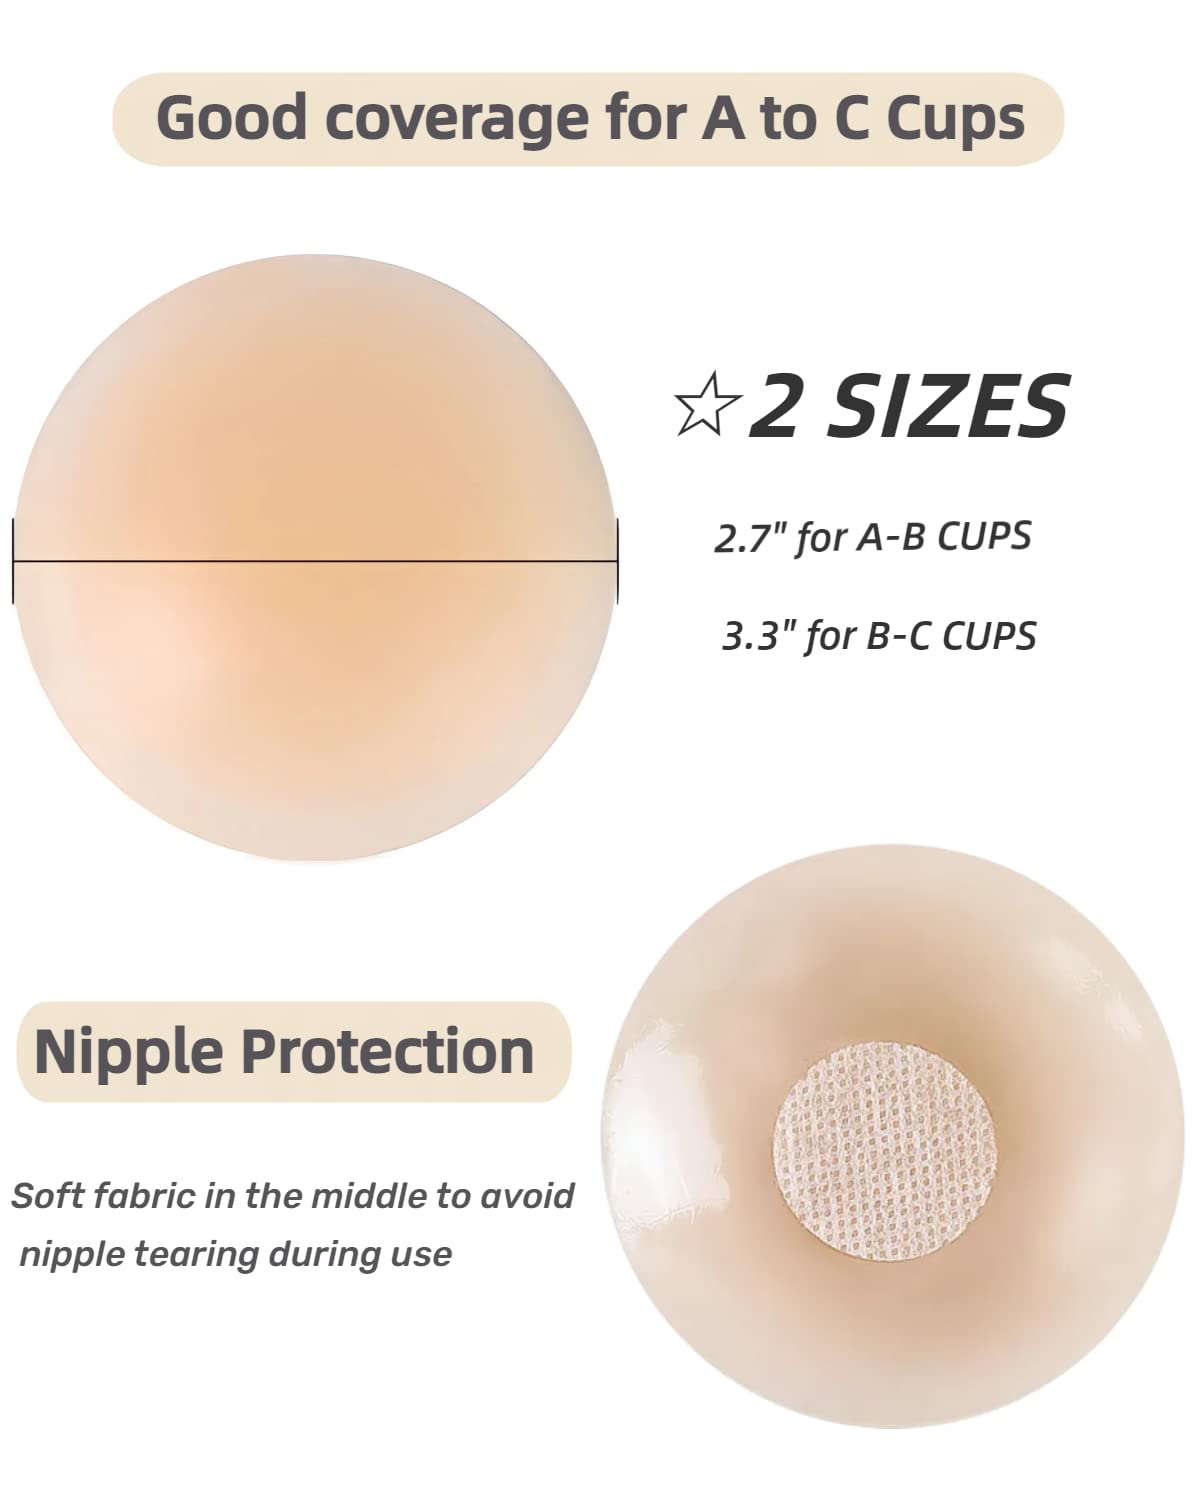 Good coverage for A to C Cups
☆2 SIZES
2.7" for A-B CUPS
3.3" for B-C CUPS
Nipple Protection
Soft fabric in the middle to avoid
nipple tearing during use